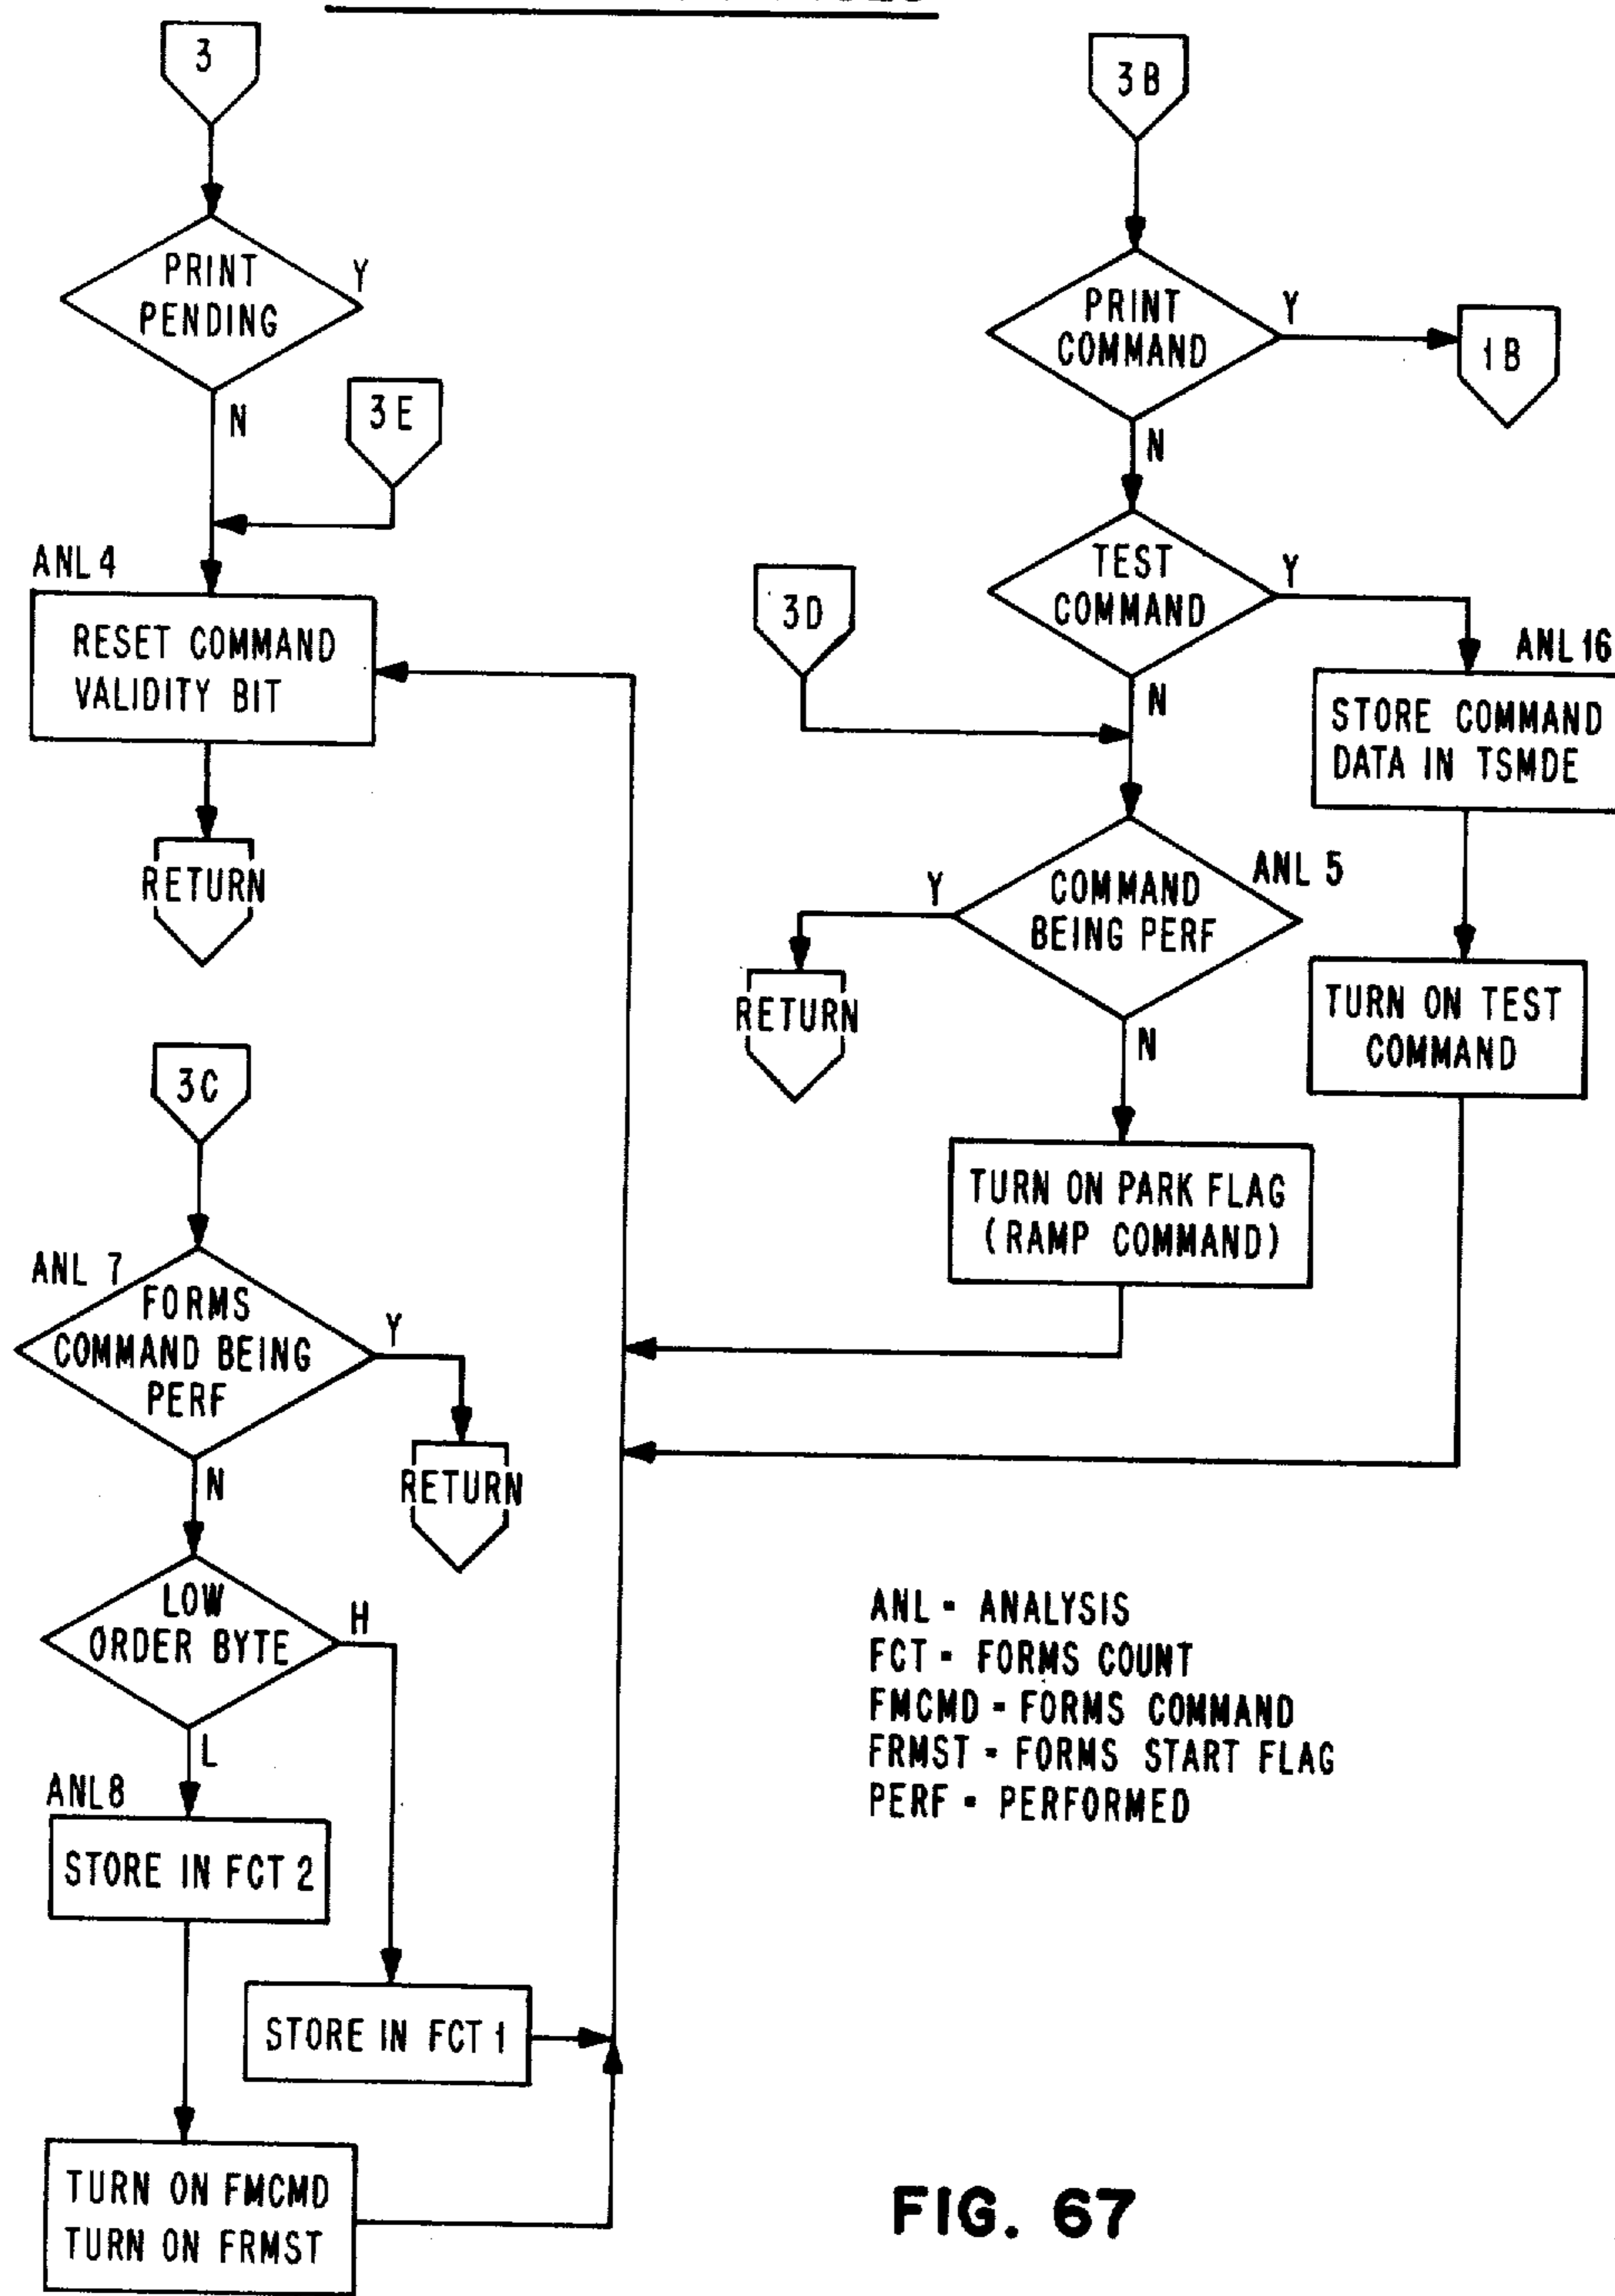 3
PRINT
PENDING
Y
N
3E
ANL 4
RESET COMMAND
VALIDITY BIT
RETURN
3B
PRINT
COMMAND
Y
1B
N
TEST
COMMAND
Y
N
3D
ANL 16
STORE COMMAND
DATA IN TSMDE
TURN ON TEST
COMMAND
ANL 5
COMMAND
BEING PERF
Y
RETURN
N
TURN ON PARK FLAG
(RAMP COMMAND)
3C
ANL 7
FORMS
COMMAND BEING
PERF
Y
RETURN
N
LOW
ORDER BYTE
H
L
ANL8
STORE IN FCT 2
STORE IN FCT 1
TURN ON FMCMD
TURN ON FRMST
ANL = ANALYSIS
FCT = FORMS COUNT
FMCMD = FORMS COMMAND
FRMST = FORMS START FLAG
PERF = PERFORMED
FIG. 67